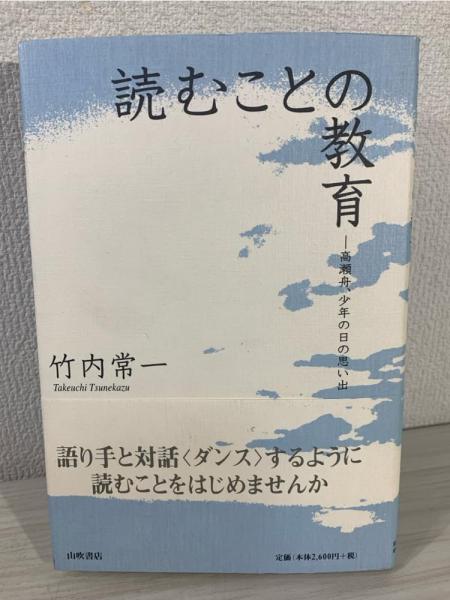 読むことの
教育
―高瀬舟、少年の日の思い出
竹内常一
Takeuchi Tsunekazu
語り手と対話〈ダンス〉するように
読むことをはじめませんか
山吹書店
定価(本体2,600円+税)